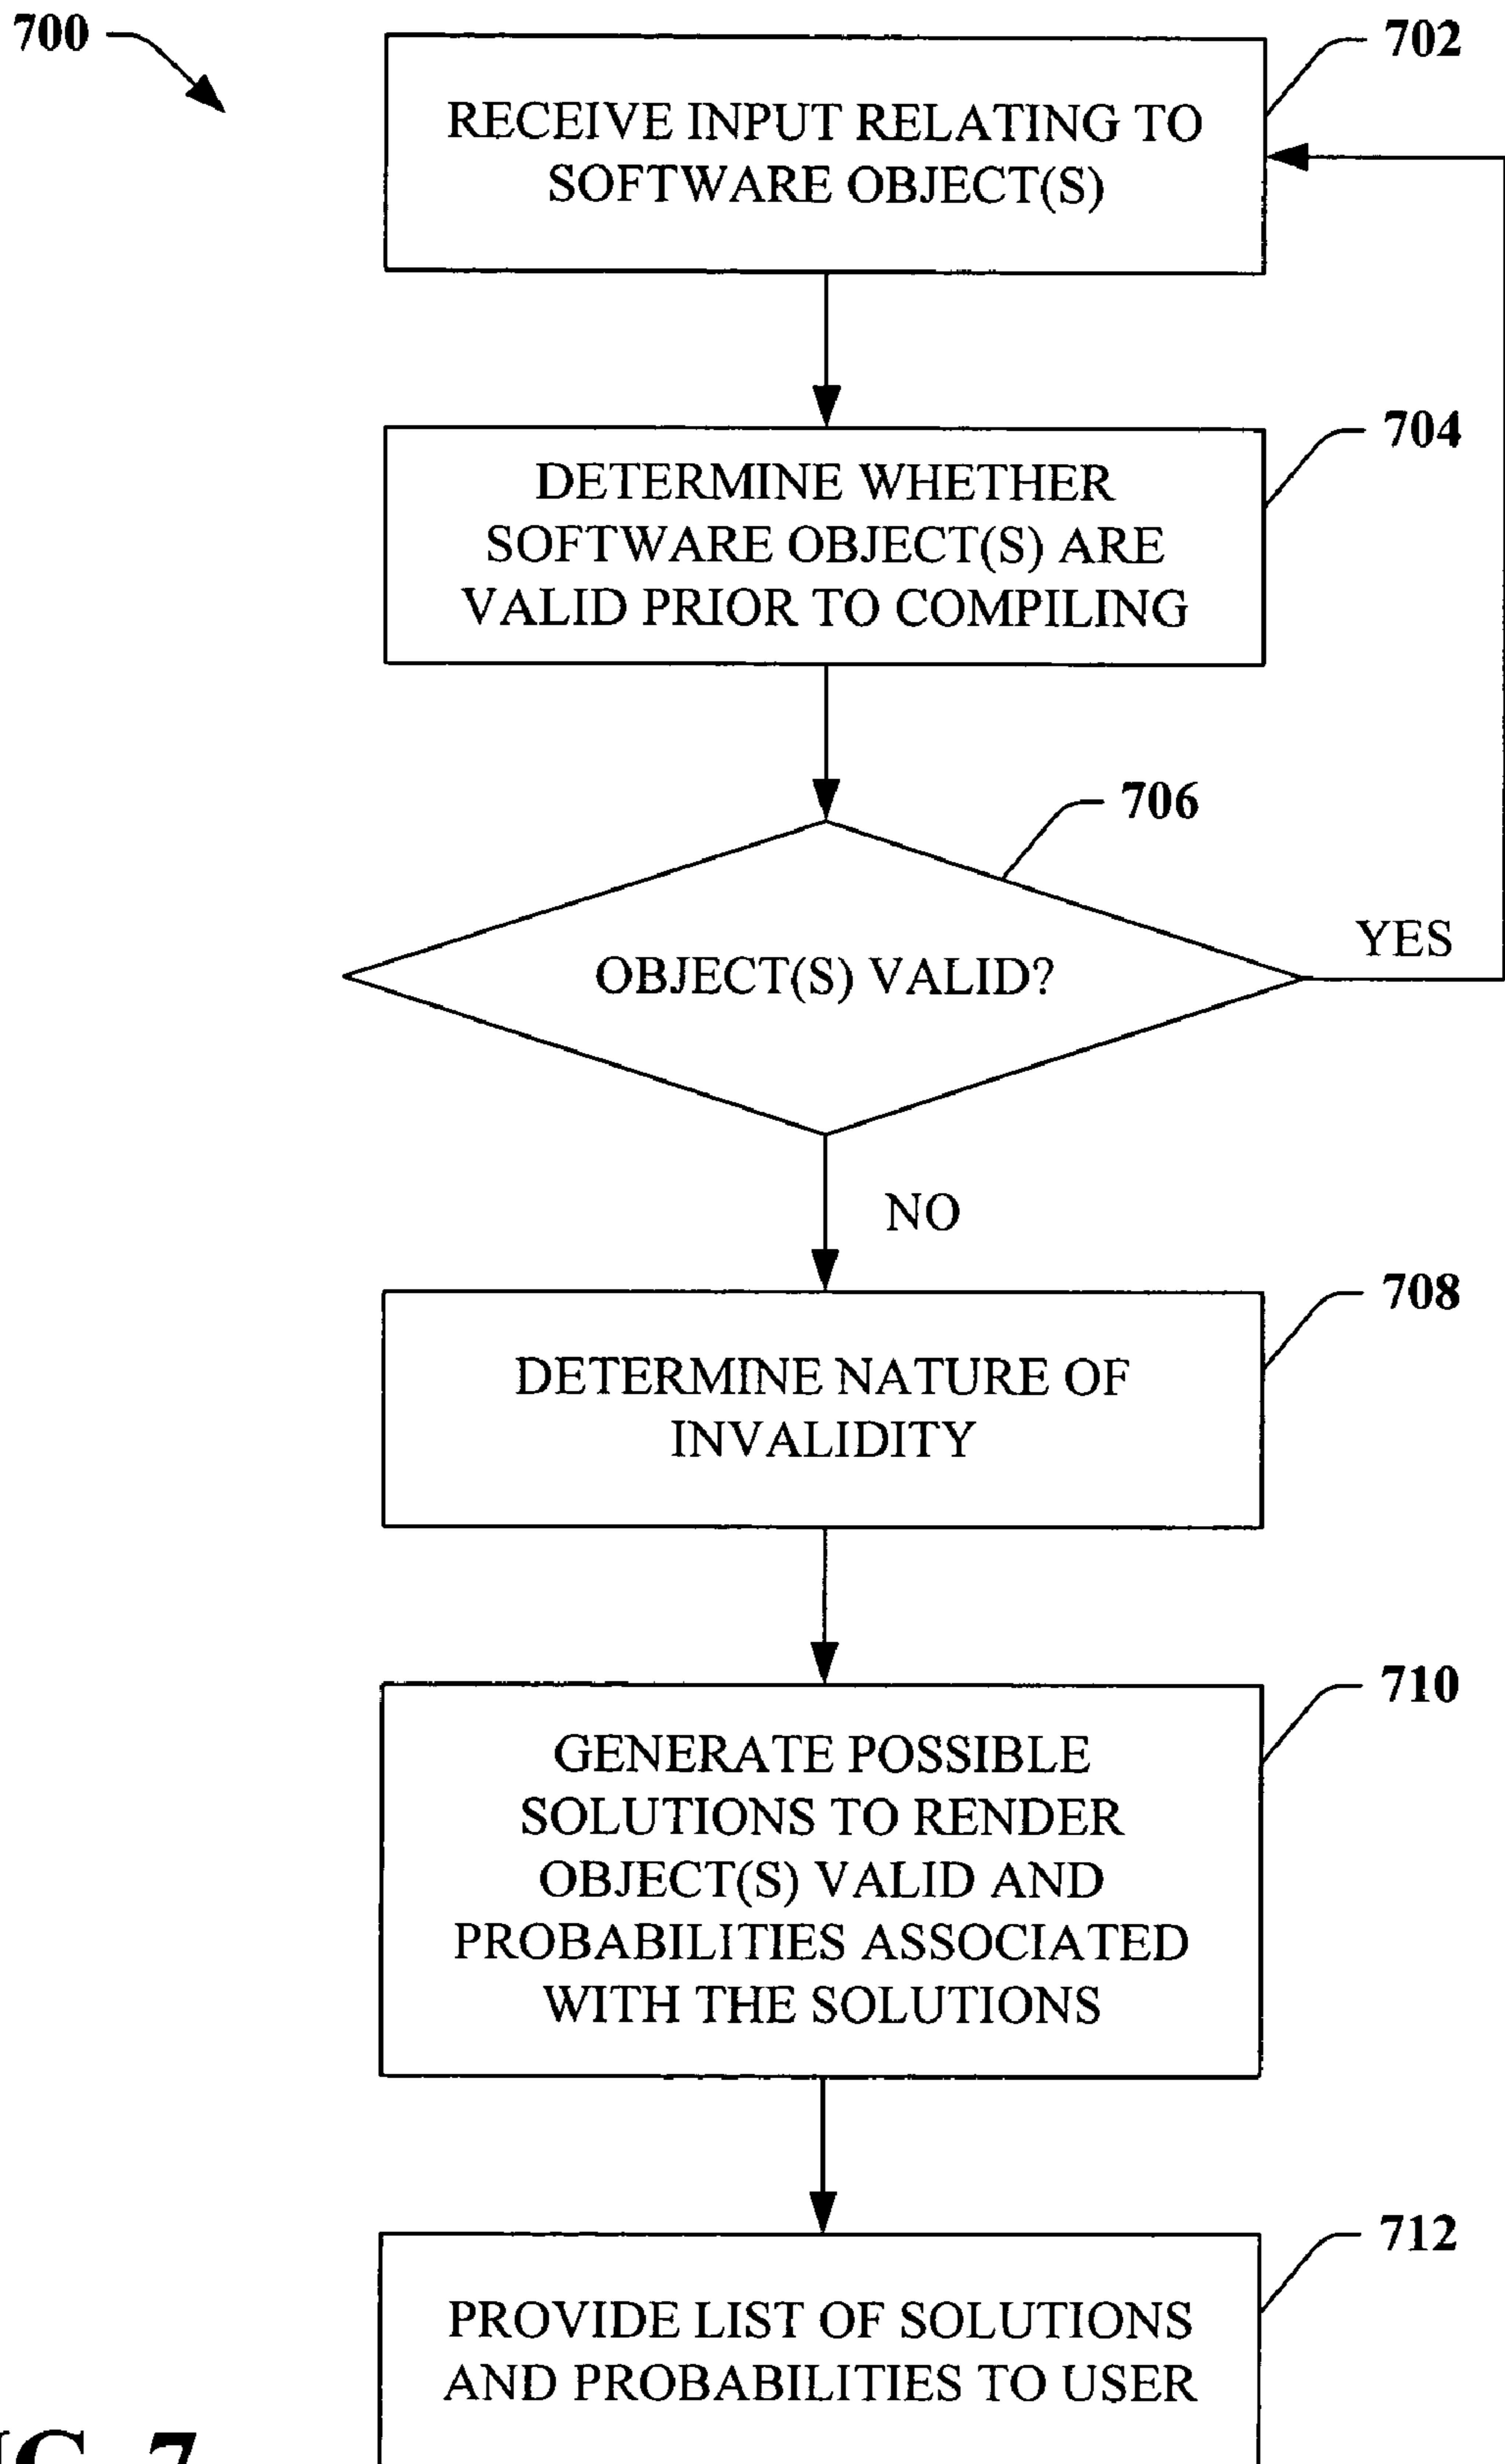 700
702
RECEIVE INPUT RELATING TO
SOFTWARE OBJECT(S)
704
DETERMINE WHETHER
SOFTWARE OBJECT(S) ARE
VALID PRIOR TO COMPILING
706
OBJECT(S) VALID?
YES
NO
708
DETERMINE NATURE OF
INVALIDITY
710
GENERATE POSSIBLE
SOLUTIONS TO RENDER
OBJECT(S) VALID AND
PROBABILITIES ASSOCIATED
WITH THE SOLUTIONS
712
PROVIDE LIST OF SOLUTIONS
AND PROBABILITIES TO USER